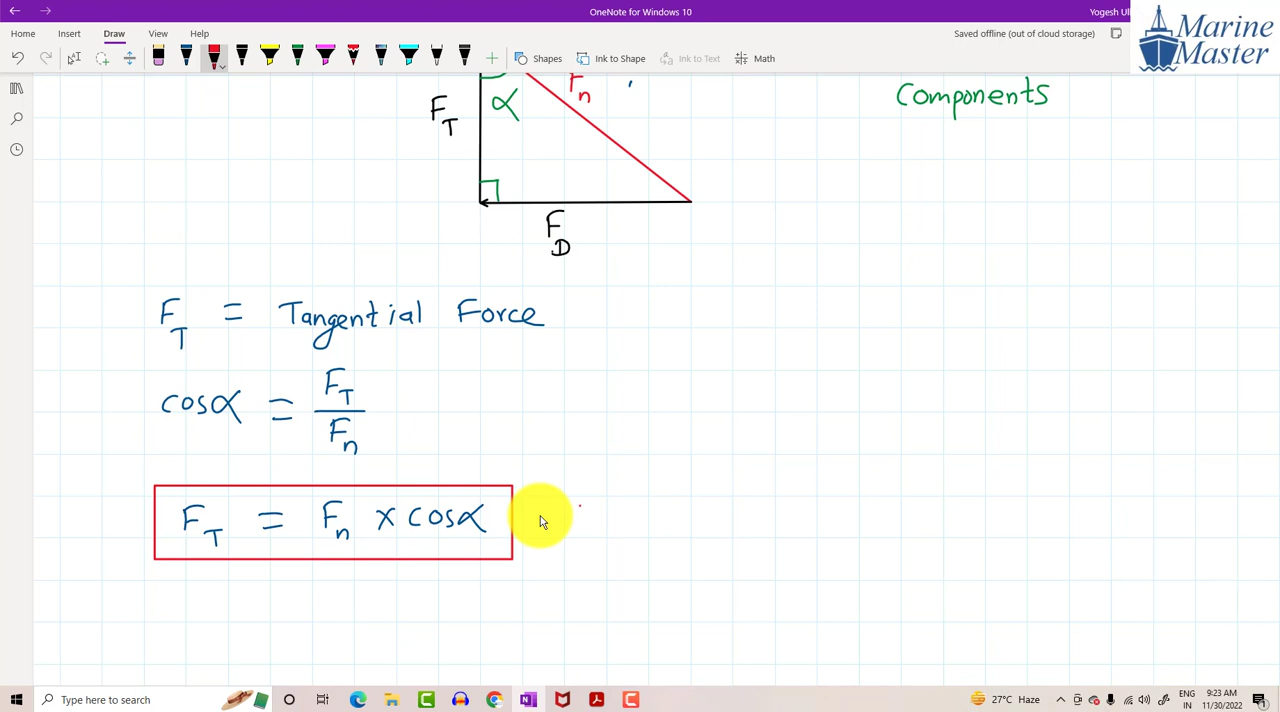 OneNote for Windows 10
Yogesh Ull
Marine Master
Home Insert Draw View Help
Saved offline (out of cloud storage)
Shapes Ink to Shape Ink to Text Math
Fn
Components
FT
α
FD
FT = Tangential Force
cosα = FT / Fn
FT = Fn x cosα
Type here to search
27°C Haze
ENG
IN
9:23 AM
11/30/2022